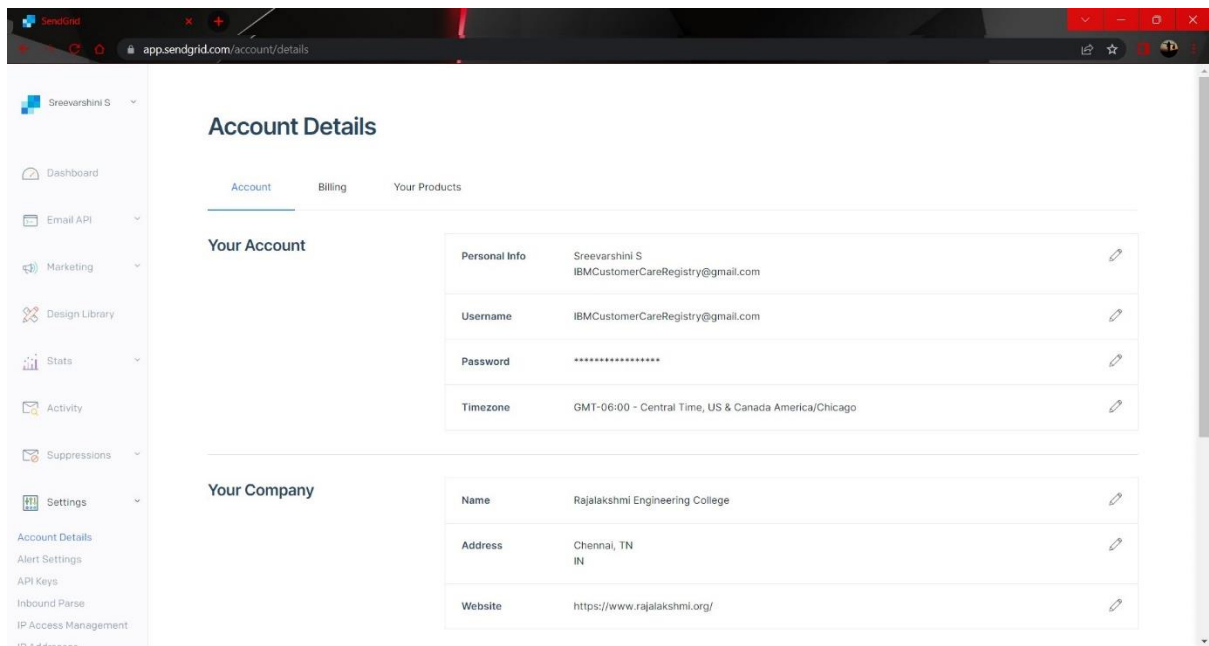 SendGrid
app.sendgrid.com/account/details
Sreevarshini S
Account Details
Dashboard
Account Billing Your Products
Email API
Your Account
Personal Info Sreevarshini S
IBMCustomerCareRegistry@gmail.com
Marketing
Design Library
Username IBMCustomerCareRegistry@gmail.com
Stats
Password *****************
Activity
Timezone GMT-06:00 - Central Time, US & Canada America/Chicago
Suppressions
Your Company
Settings
Name Rajalakshmi Engineering College
Account Details
Address Chennai, TN
IN
Alert Settings
API Keys
Inbound Parse
Website https://www.rajalakshmi.org/
IP Access Management